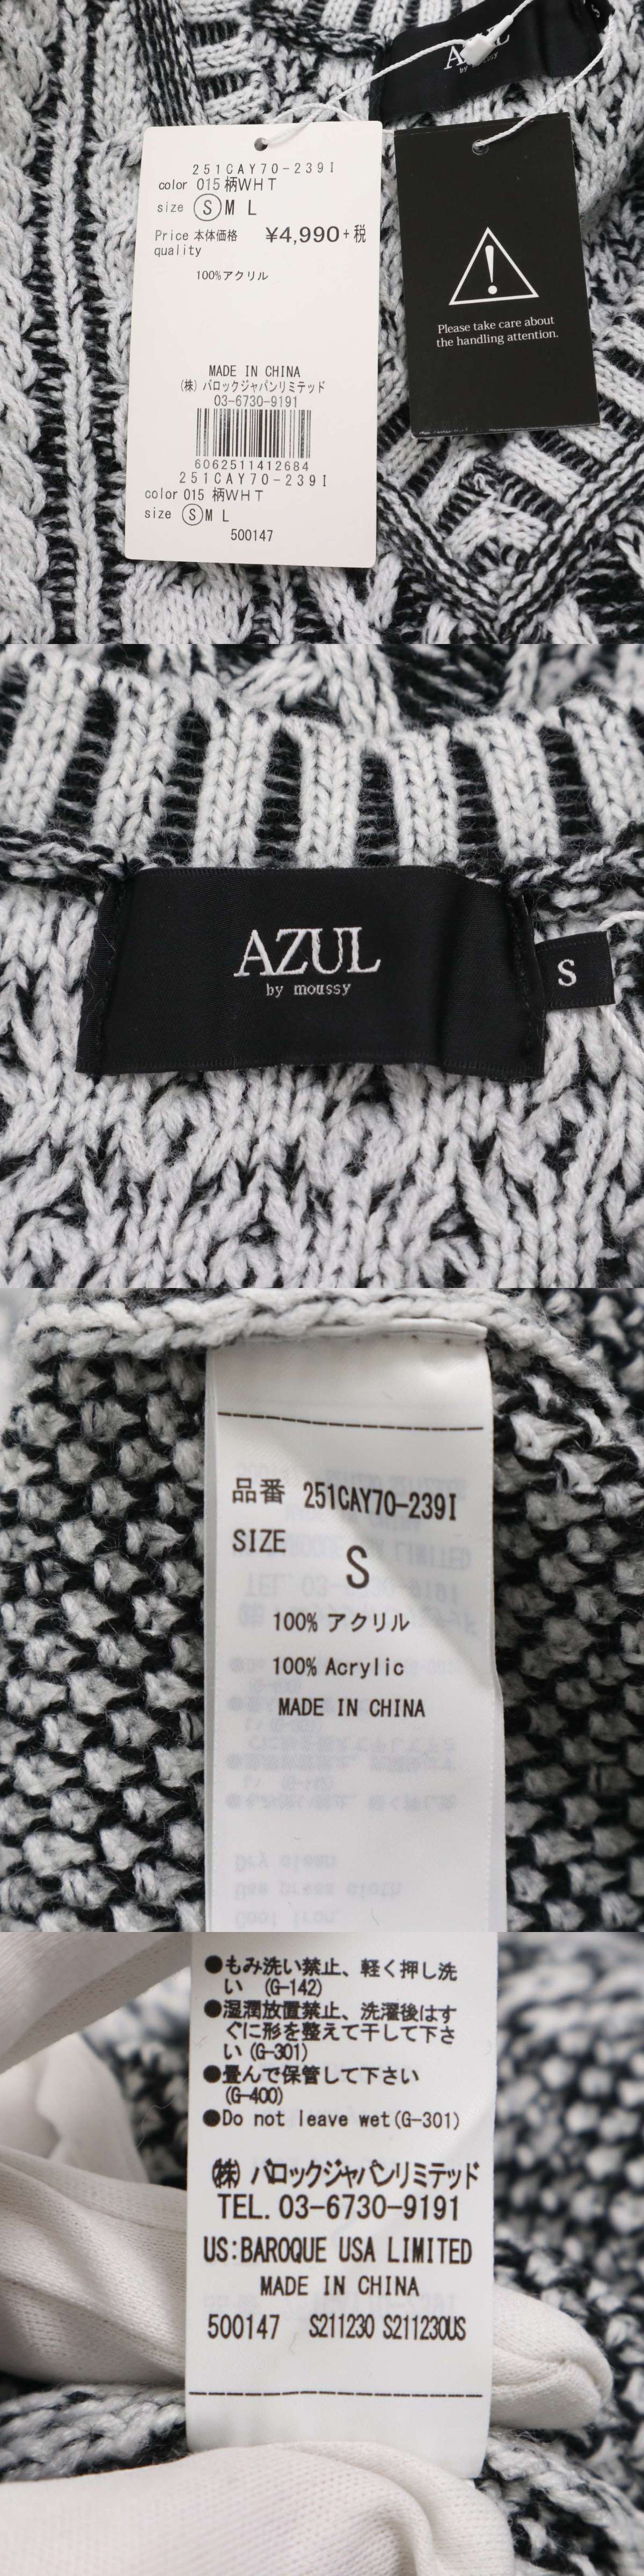 AZUL
by moussy
S
251CAY70-239I
color 015 柄WHT
size Ⓢ M L
Price 本体価格 ¥4,990+税
quality
100%アクリル
MADE IN CHINA
(株)バロックジャパンリミテッド
03-6730-9191
6062511412684
251CAY70-239I
color 015 柄WHT
size Ⓢ M L
500147
Please take care about
the handling attention.
AZUL
by moussy
S
品番 251CAY70-239I
SIZE
S
100% アクリル
100% Acrylic
MADE IN CHINA
Dry clean
Use press cloth
Cool iron.
●もみ洗い禁止、軽く押し洗
い (G-142)
●湿潤放置禁止、洗濯後はす
ぐに形を整えて干して下さ
い(G-301)
●畳んで保管して下さい
(G-400)
●Do not leave wet(G-301)
(株) バロックジャパンリミテッド
TEL. 03-6730-9191
US:BAROQUE USA LIMITED
MADE IN CHINA
500147 S211230 S211230US